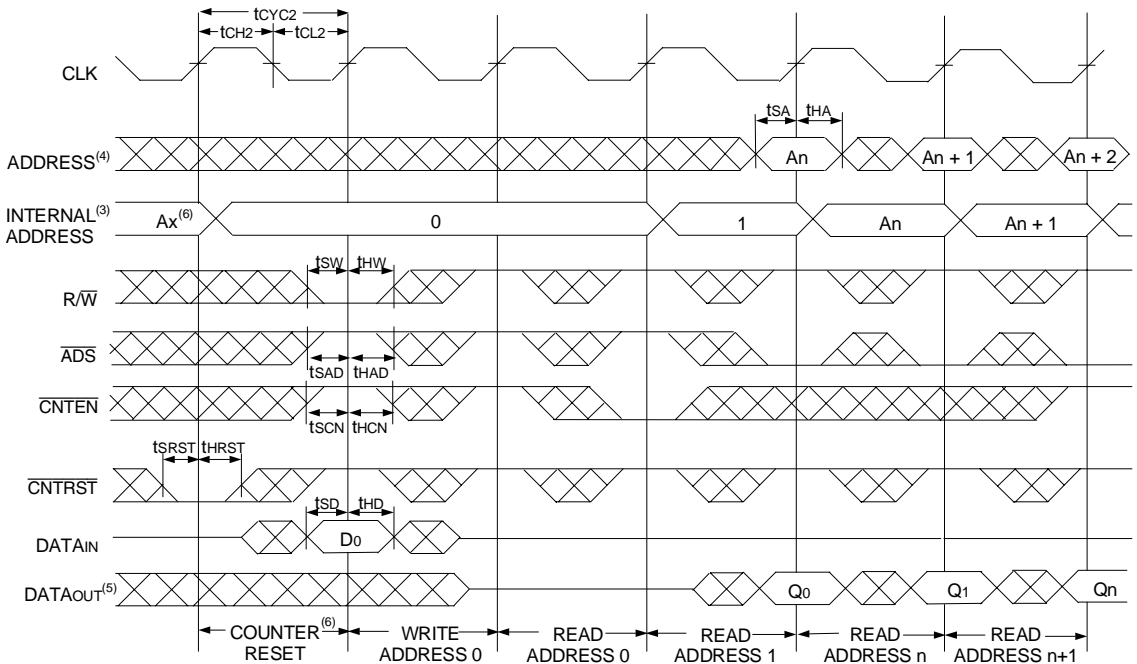 tCYC2
tCH2 tCL2
CLK
tSA tHA
ADDRESS(4) An An + 1 An + 2
INTERNAL(3)
ADDRESS Ax(6) 0 1 An An + 1
tSW tHW
R/W̅
A̅D̅S̅
tSAD tHAD
C̅N̅T̅E̅N̅
tSCN tHCN
tSRST tHRST
C̅N̅T̅R̅S̅T̅
tSD tHD
DATAIN D0
DATAOUT(5) Q0 Q1 Qn
COUNTER(6)
RESET
WRITE
ADDRESS 0
READ
ADDRESS 0
READ
ADDRESS 1
READ
ADDRESS n
READ
ADDRESS n+1